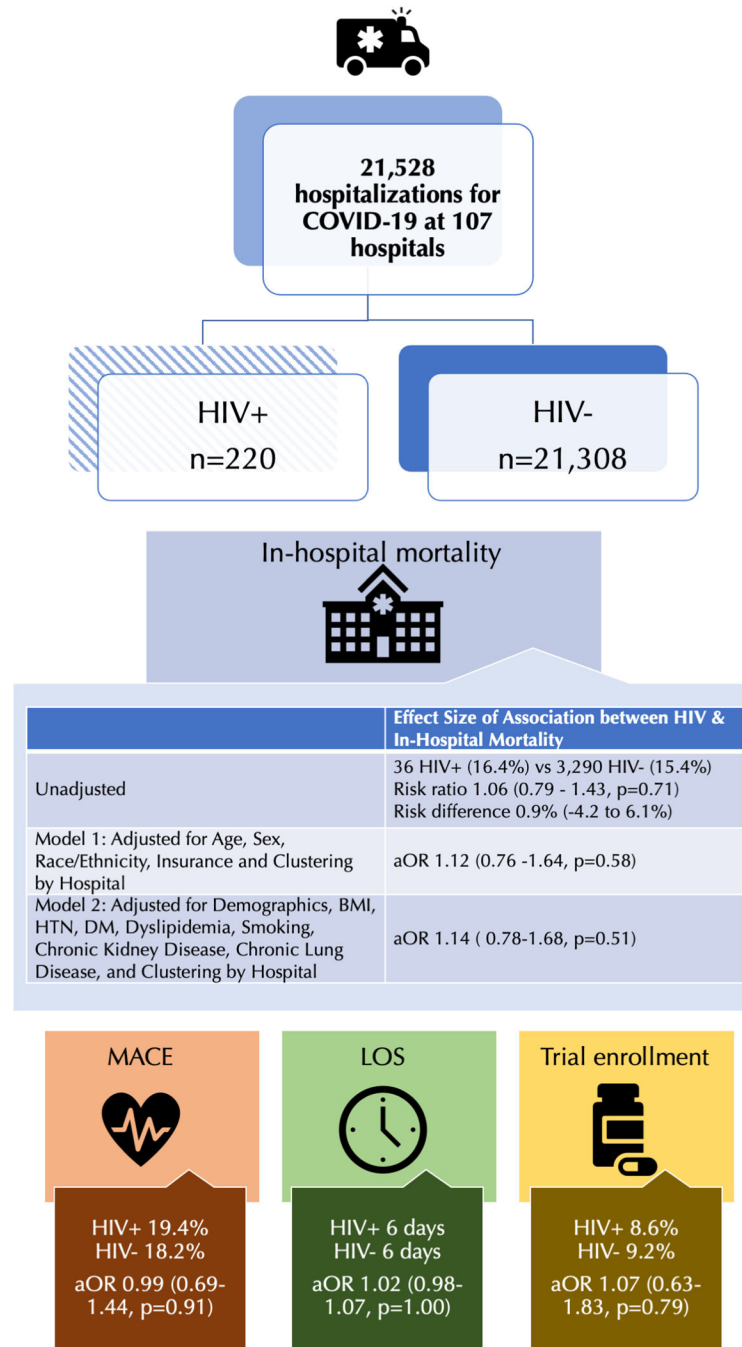 21,528
hospitalizations for
COVID-19 at 107
hospitals
HIV+
n=220
HIV-
n=21,308
In-hospital mortality
Effect Size of Association between HIV &
In-Hospital Mortality
Unadjusted
36 HIV+ (16.4%) vs 3,290 HIV- (15.4%)
Risk ratio 1.06 (0.79 - 1.43, p=0.71)
Risk difference 0.9% (-4.2 to 6.1%)
Model 1: Adjusted for Age, Sex,
Race/Ethnicity, Insurance and Clustering
by Hospital
aOR 1.12 (0.76 -1.64, p=0.58)
Model 2: Adjusted for Demographics, BMI,
HTN, DM, Dyslipidemia, Smoking,
Chronic Kidney Disease, Chronic Lung
Disease, and Clustering by Hospital
aOR 1.14 ( 0.78-1.68, p=0.51)
MACE
HIV+ 19.4%
HIV- 18.2%
aOR 0.99 (0.69-
1.44, p=0.91)
LOS
HIV+ 6 days
HIV- 6 days
aOR 1.02 (0.98-
1.07, p=1.00)
Trial enrollment
HIV+ 8.6%
HIV- 9.2%
aOR 1.07 (0.63-
1.83, p=0.79)